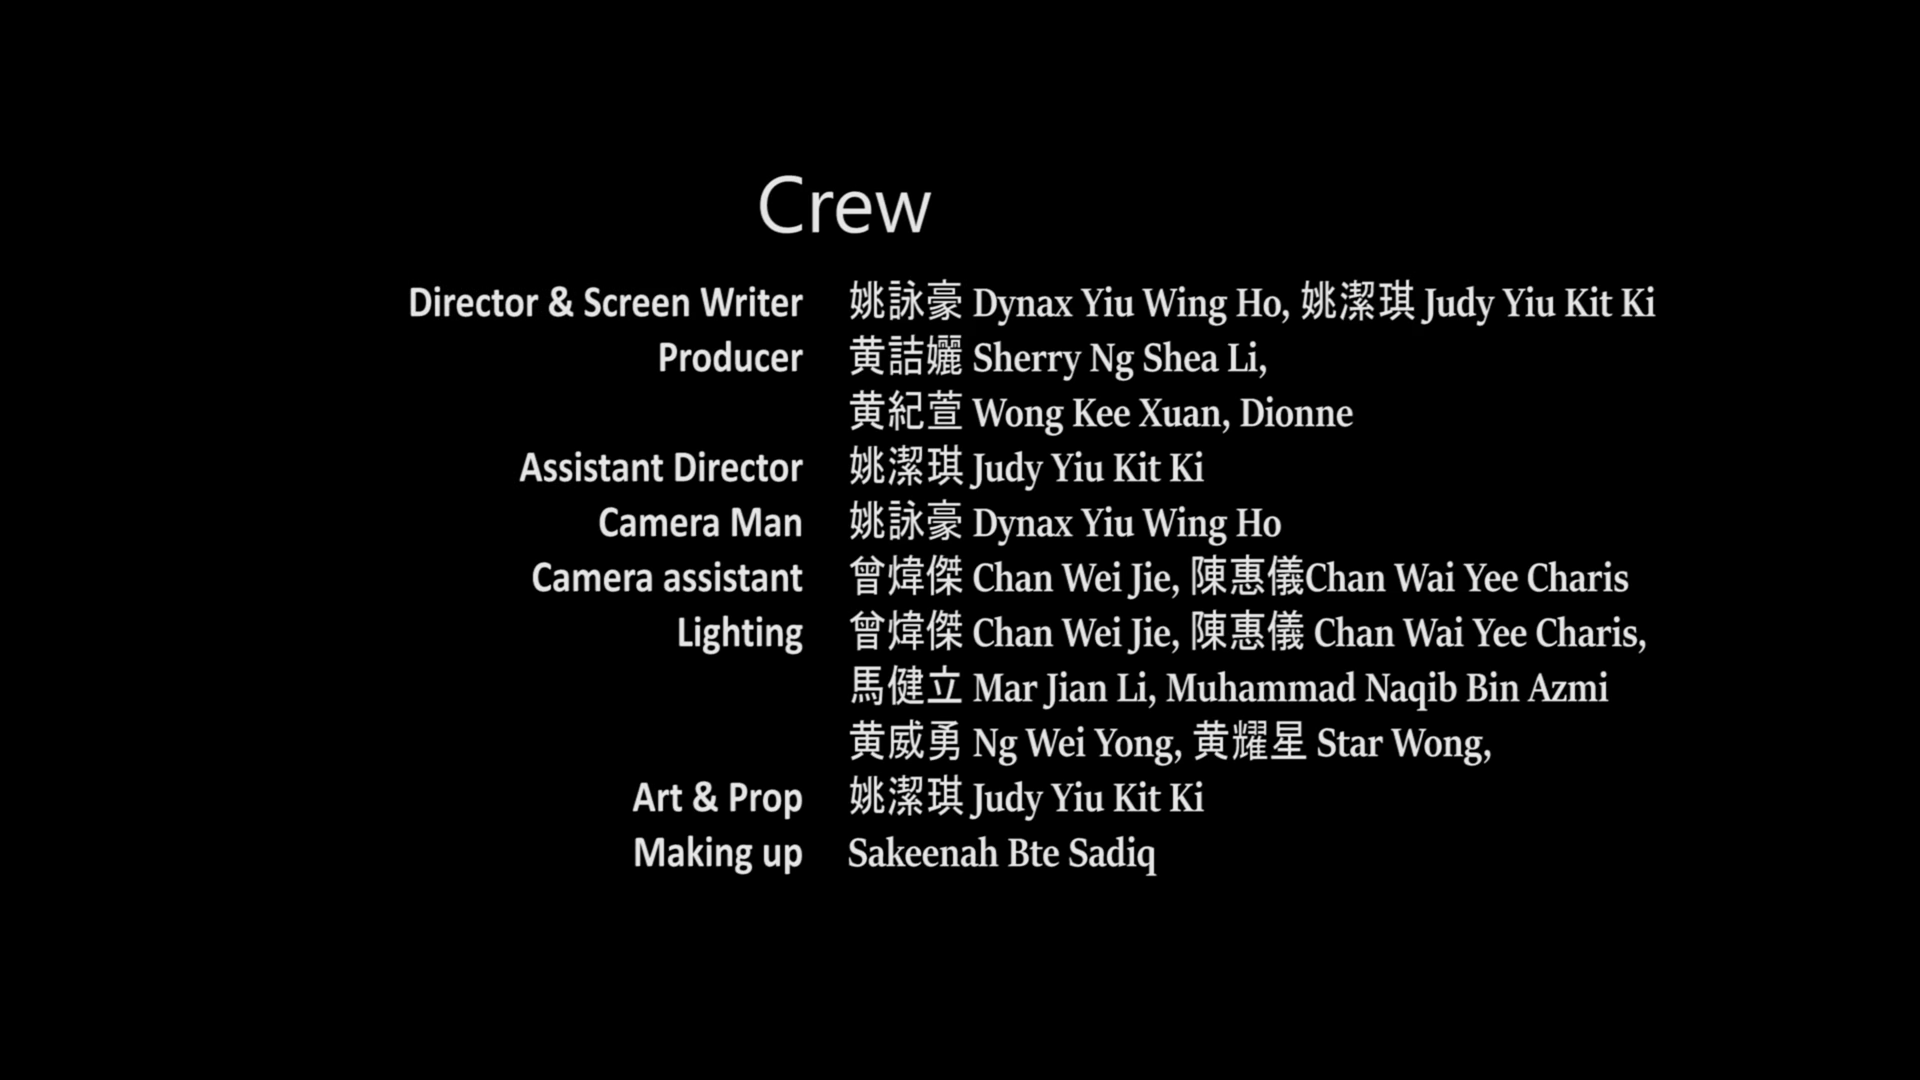 Crew
Director & Screen Writer 姚詠豪 Dynax Yiu Wing Ho, 姚潔琪 Judy Yiu Kit Ki
Producer 黄詰孋 Sherry Ng Shea Li,
黄紀萱 Wong Kee Xuan, Dionne
Assistant Director 姚潔琪 Judy Yiu Kit Ki
Camera Man 姚詠豪 Dynax Yiu Wing Ho
Camera assistant 曾煒傑 Chan Wei Jie, 陳惠儀Chan Wai Yee Charis
Lighting 曾煒傑 Chan Wei Jie, 陳惠儀 Chan Wai Yee Charis,
馬健立 Mar Jian Li, Muhammad Naqib Bin Azmi
黄威勇 Ng Wei Yong, 黄耀星 Star Wong,
Art & Prop 姚潔琪 Judy Yiu Kit Ki
Making up Sakeenah Bte Sadiq